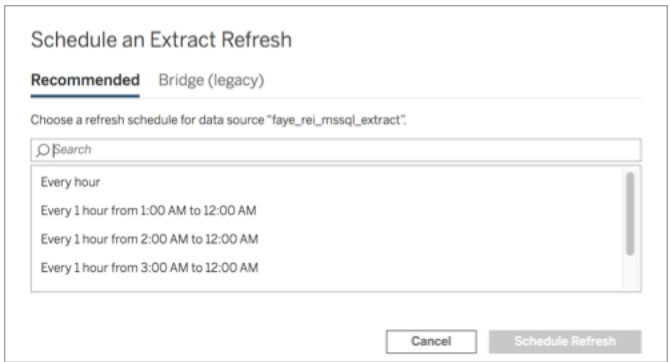 Schedule an Extract Refresh
Recommended Bridge (legacy)
Choose a refresh schedule for data source "faye_rei_mssql_extract".
Search
Every hour
Every 1 hour from 1:00 AM to 12:00 AM
Every 1 hour from 2:00 AM to 12:00 AM
Every 1 hour from 3:00 AM to 12:00 AM
Cancel Schedule Refresh